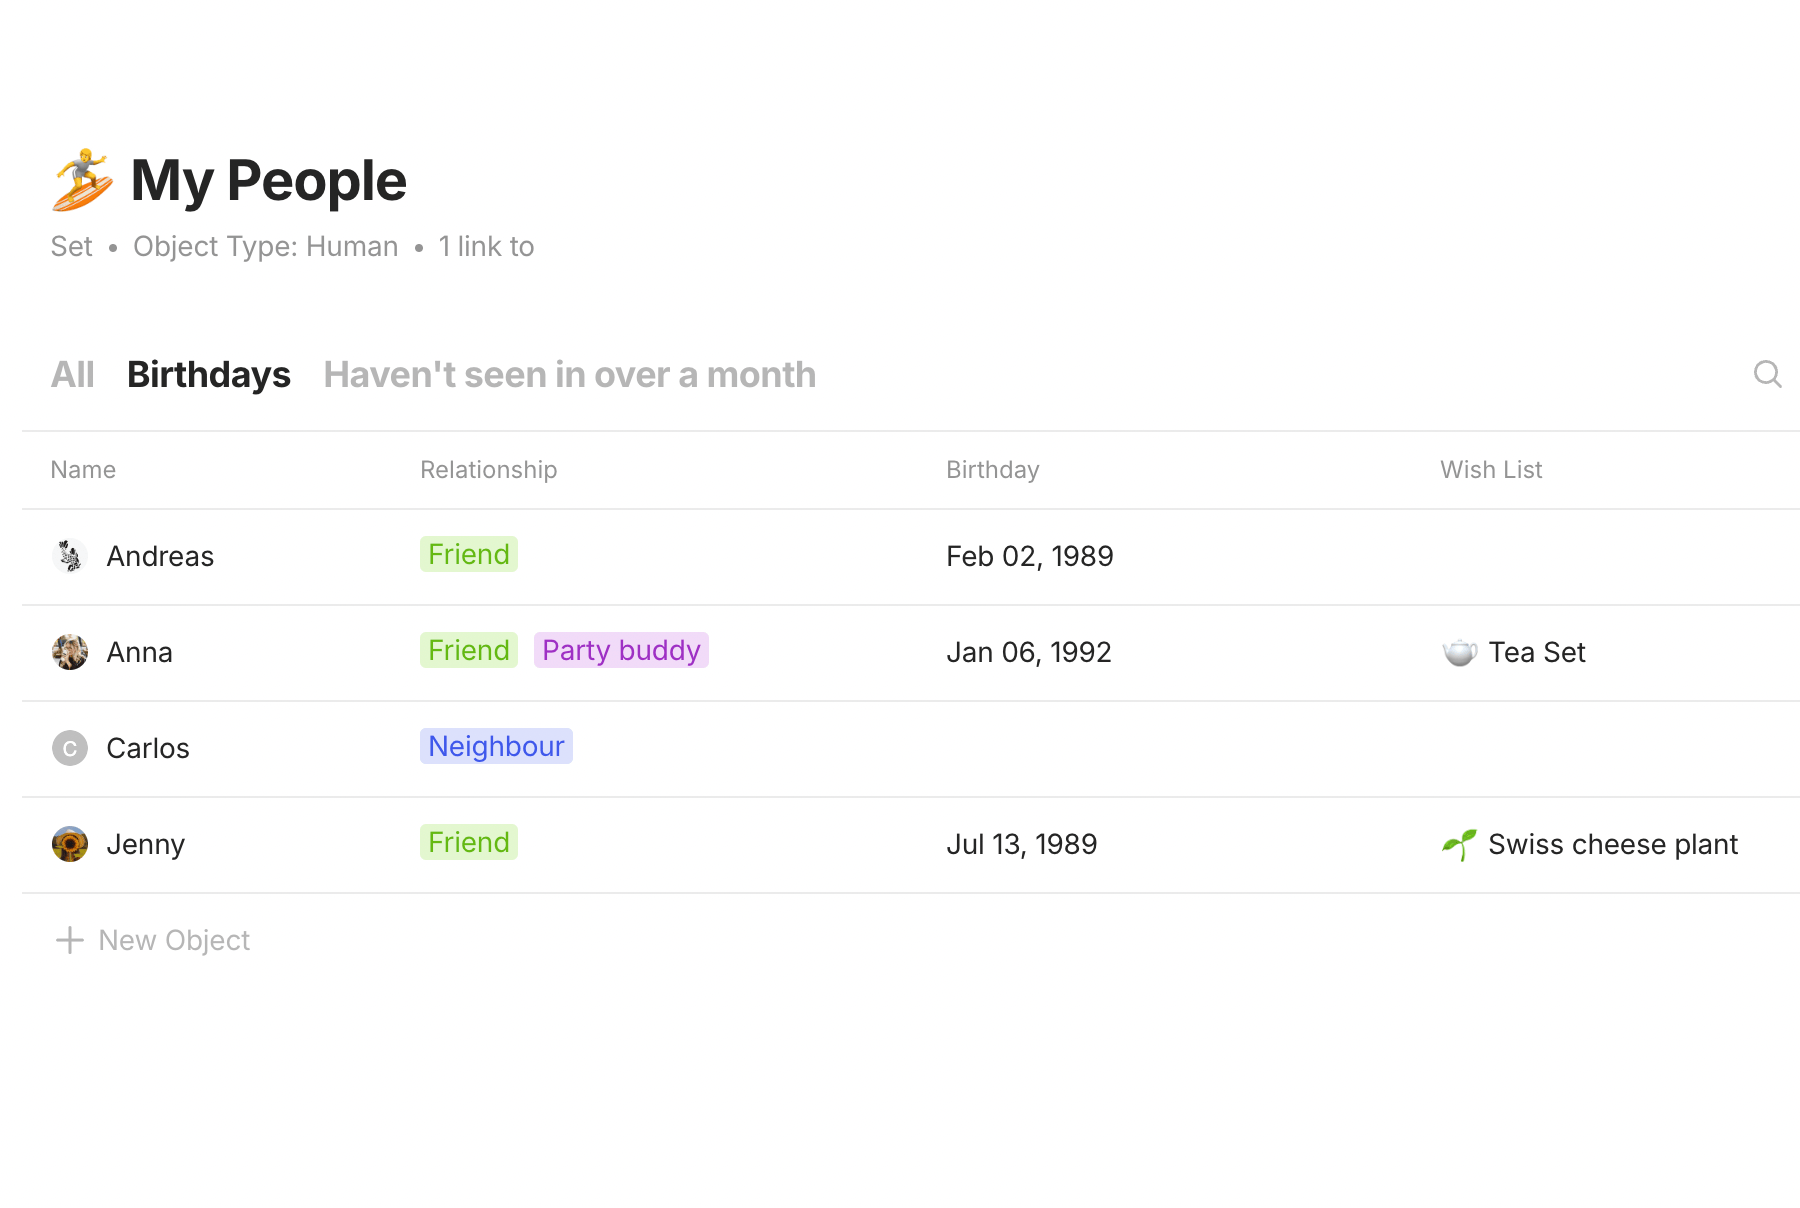 My People
Set • Object Type: Human • 1 link to
All Birthdays Haven't seen in over a month
Name Relationship Birthday Wish List
Andreas Friend Feb 02, 1989
Anna Friend Party buddy Jan 06, 1992 Tea Set
C Carlos Neighbour
Jenny Friend Jul 13, 1989 Swiss cheese plant
+ New Object